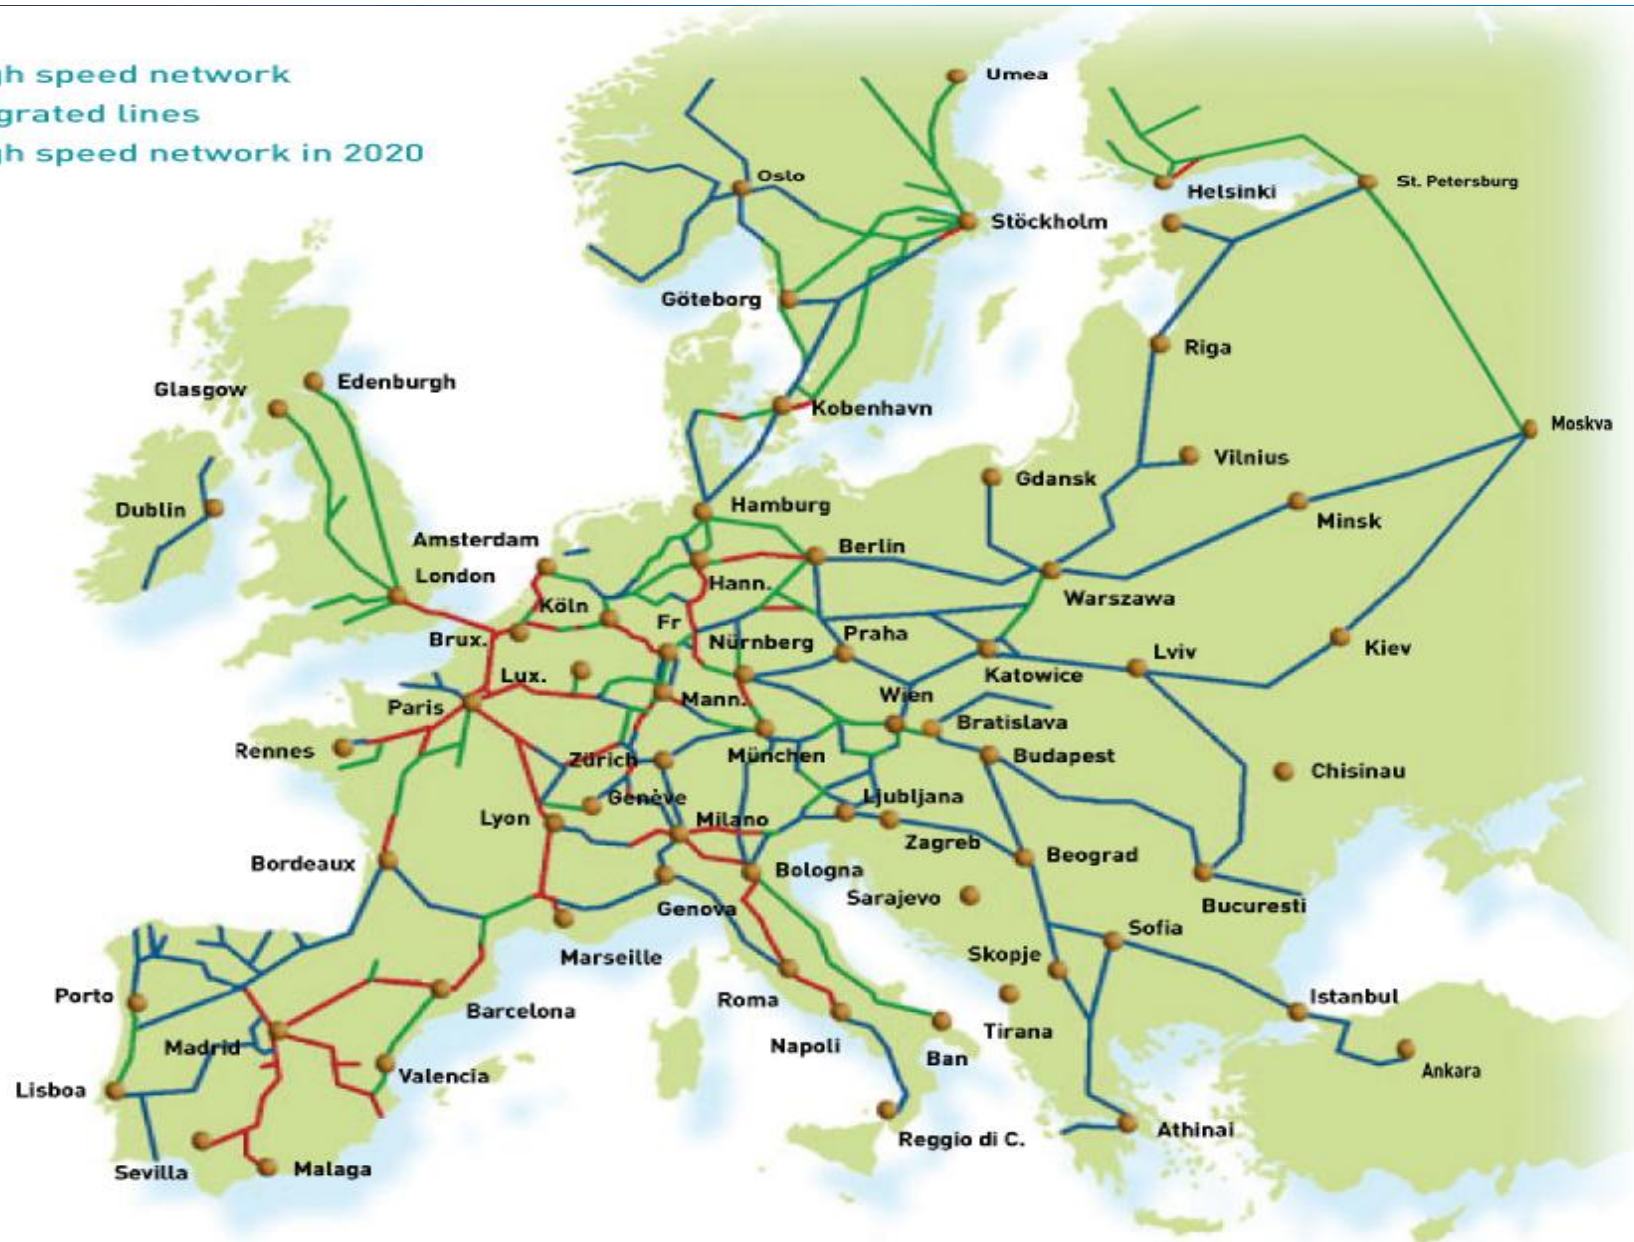 gh speed network
grated lines
gh speed network in 2020
Umea
Oslo
Helsinki
St. Petersburg
Stöckholm
Göteborg
Riga
Glasgow
Edenburgh
Kobenhavn
Moskva
Vilnius
Gdansk
Dublin
Hamburg
Minsk
Amsterdam
Berlin
London
Hann.
Köln
Warszawa
Fr
Brux.
Nürnberg
Praha
Kiev
Lviv
Lux.
Katowice
Mann.
Wien
Paris
Bratislava
Rennes
Zürich
München
Budapest
Chisinau
Genève
Ljubljana
Lyon
Milano
Zagreb
Beograd
Bordeaux
Bologna
Sarajevo
Bucuresti
Genova
Sofia
Skopje
Marseille
Porto
Roma
Istanbul
Barcelona
Tirana
Madrid
Napoli
Ban
Valencia
Ankara
Lisboa
Athinai
Reggio di C.
Sevilla
Malaga